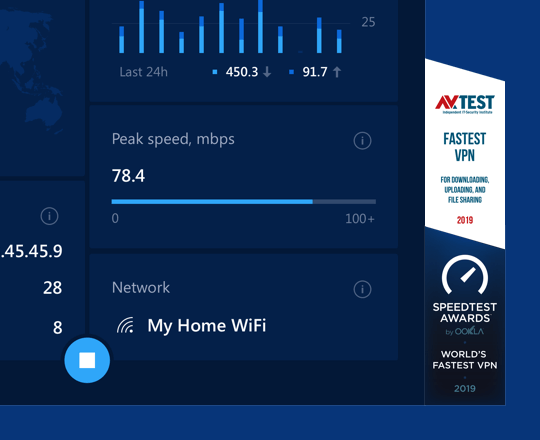 25
Last 24h
450.3
91.7
Peak speed, mbps
78.4
0
100+
.45.45.9
28
8
Network
My Home WiFi
AVTEST
Independent IT-Security Institute
FASTEST
VPN
FOR DOWNLOADING,
UPLOADING, AND
FILE SHARING
2019
SPEEDTEST
AWARDS
by OOKLA
WORLD'S
FASTEST VPN
2019